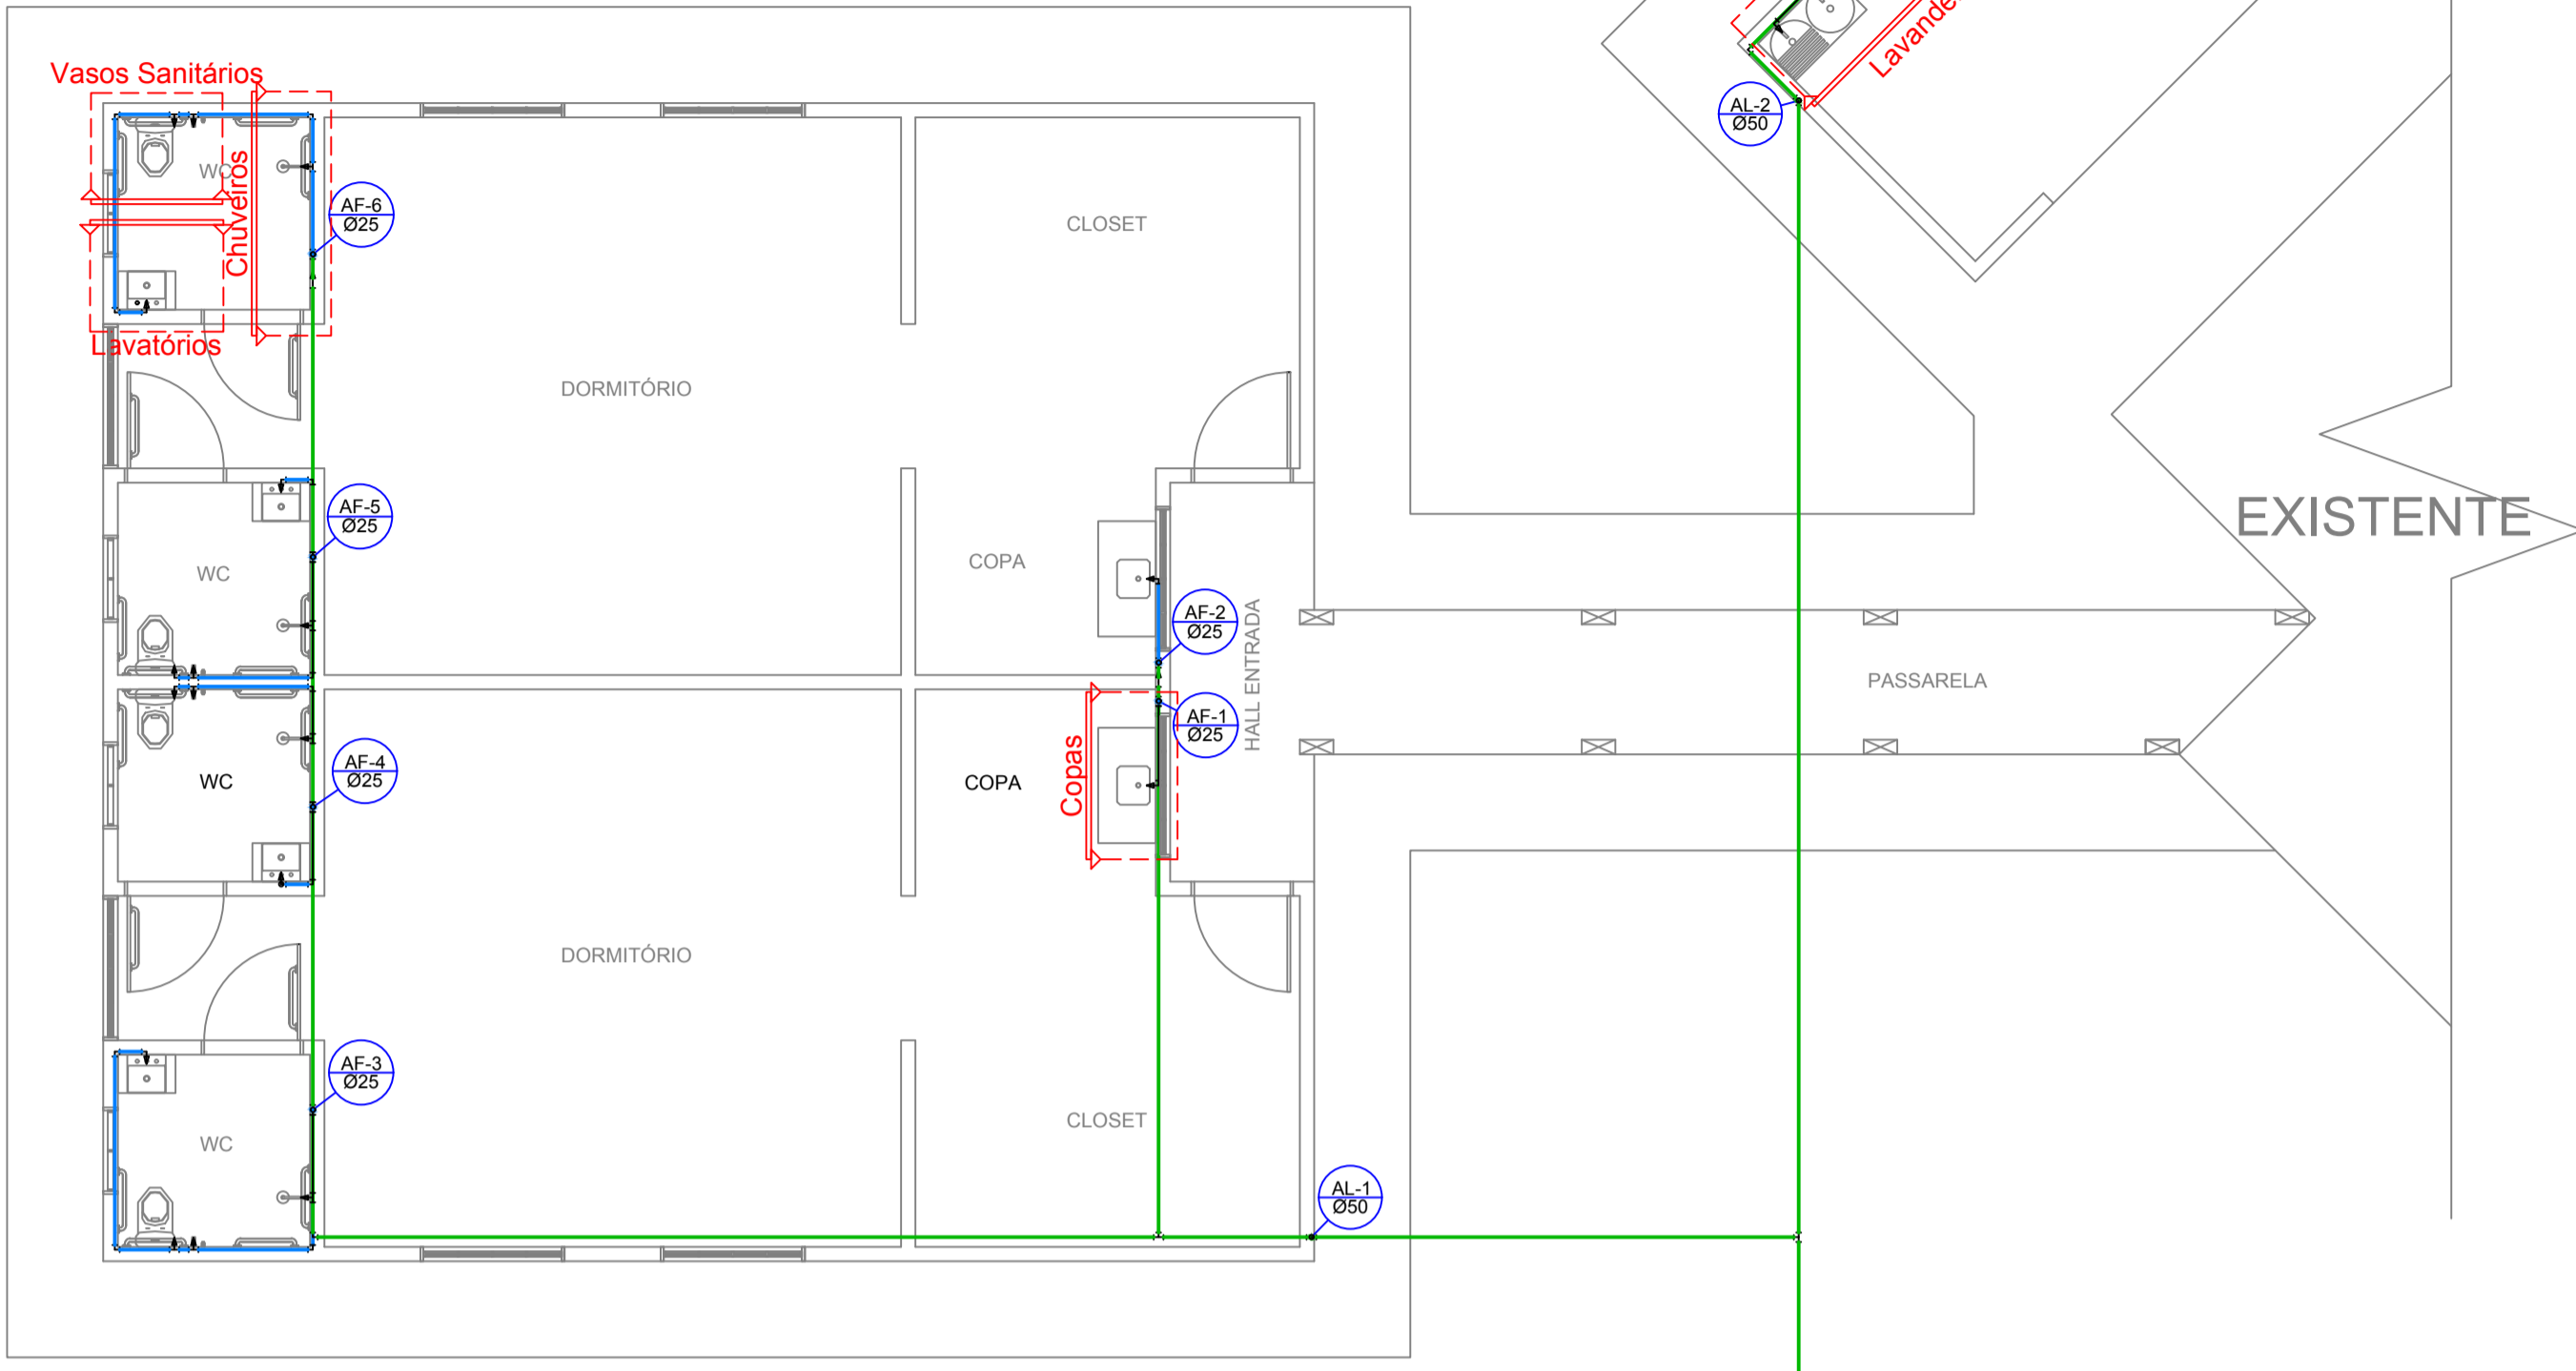 Vasos Sanitários
WC
Chuveiros
Lavatórios
AF-6
Ø25
CLOSET
AL-2
Ø50
DORMITÓRIO
AF-5
Ø25
WC
COPA
AF-2
Ø25
HALL ENTRADA
EXISTENTE
PASSARELA
AF-1
Ø25
AF-4
Ø25
WC
COPA
Copas
DORMITÓRIO
AF-3
Ø25
WC
CLOSET
AL-1
Ø50